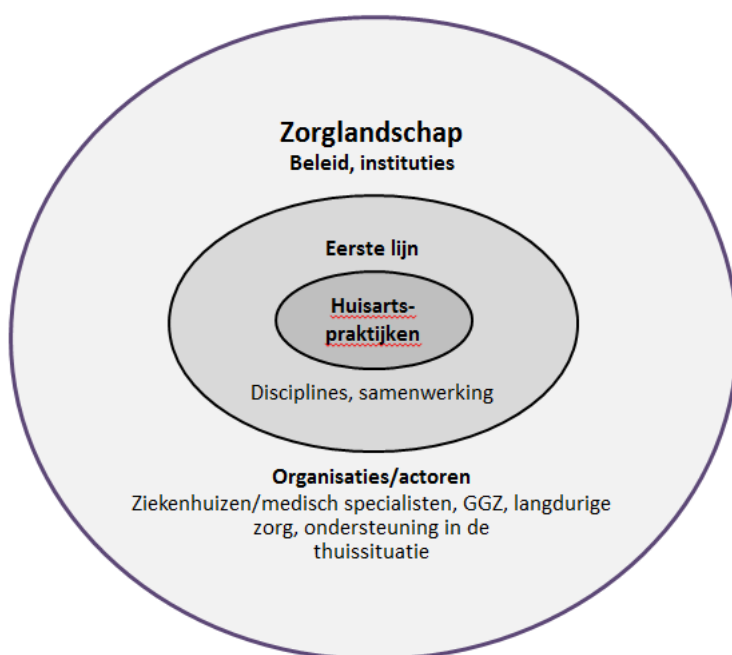 Zorglandschap
Beleid, instituties
Eerste lijn
Huisarts-
praktijken
Disciplines, samenwerking
Organisaties/actoren
Ziekenhuizen/medisch specialisten, GGZ, langdurige
zorg, ondersteuning in de
thuissituatie